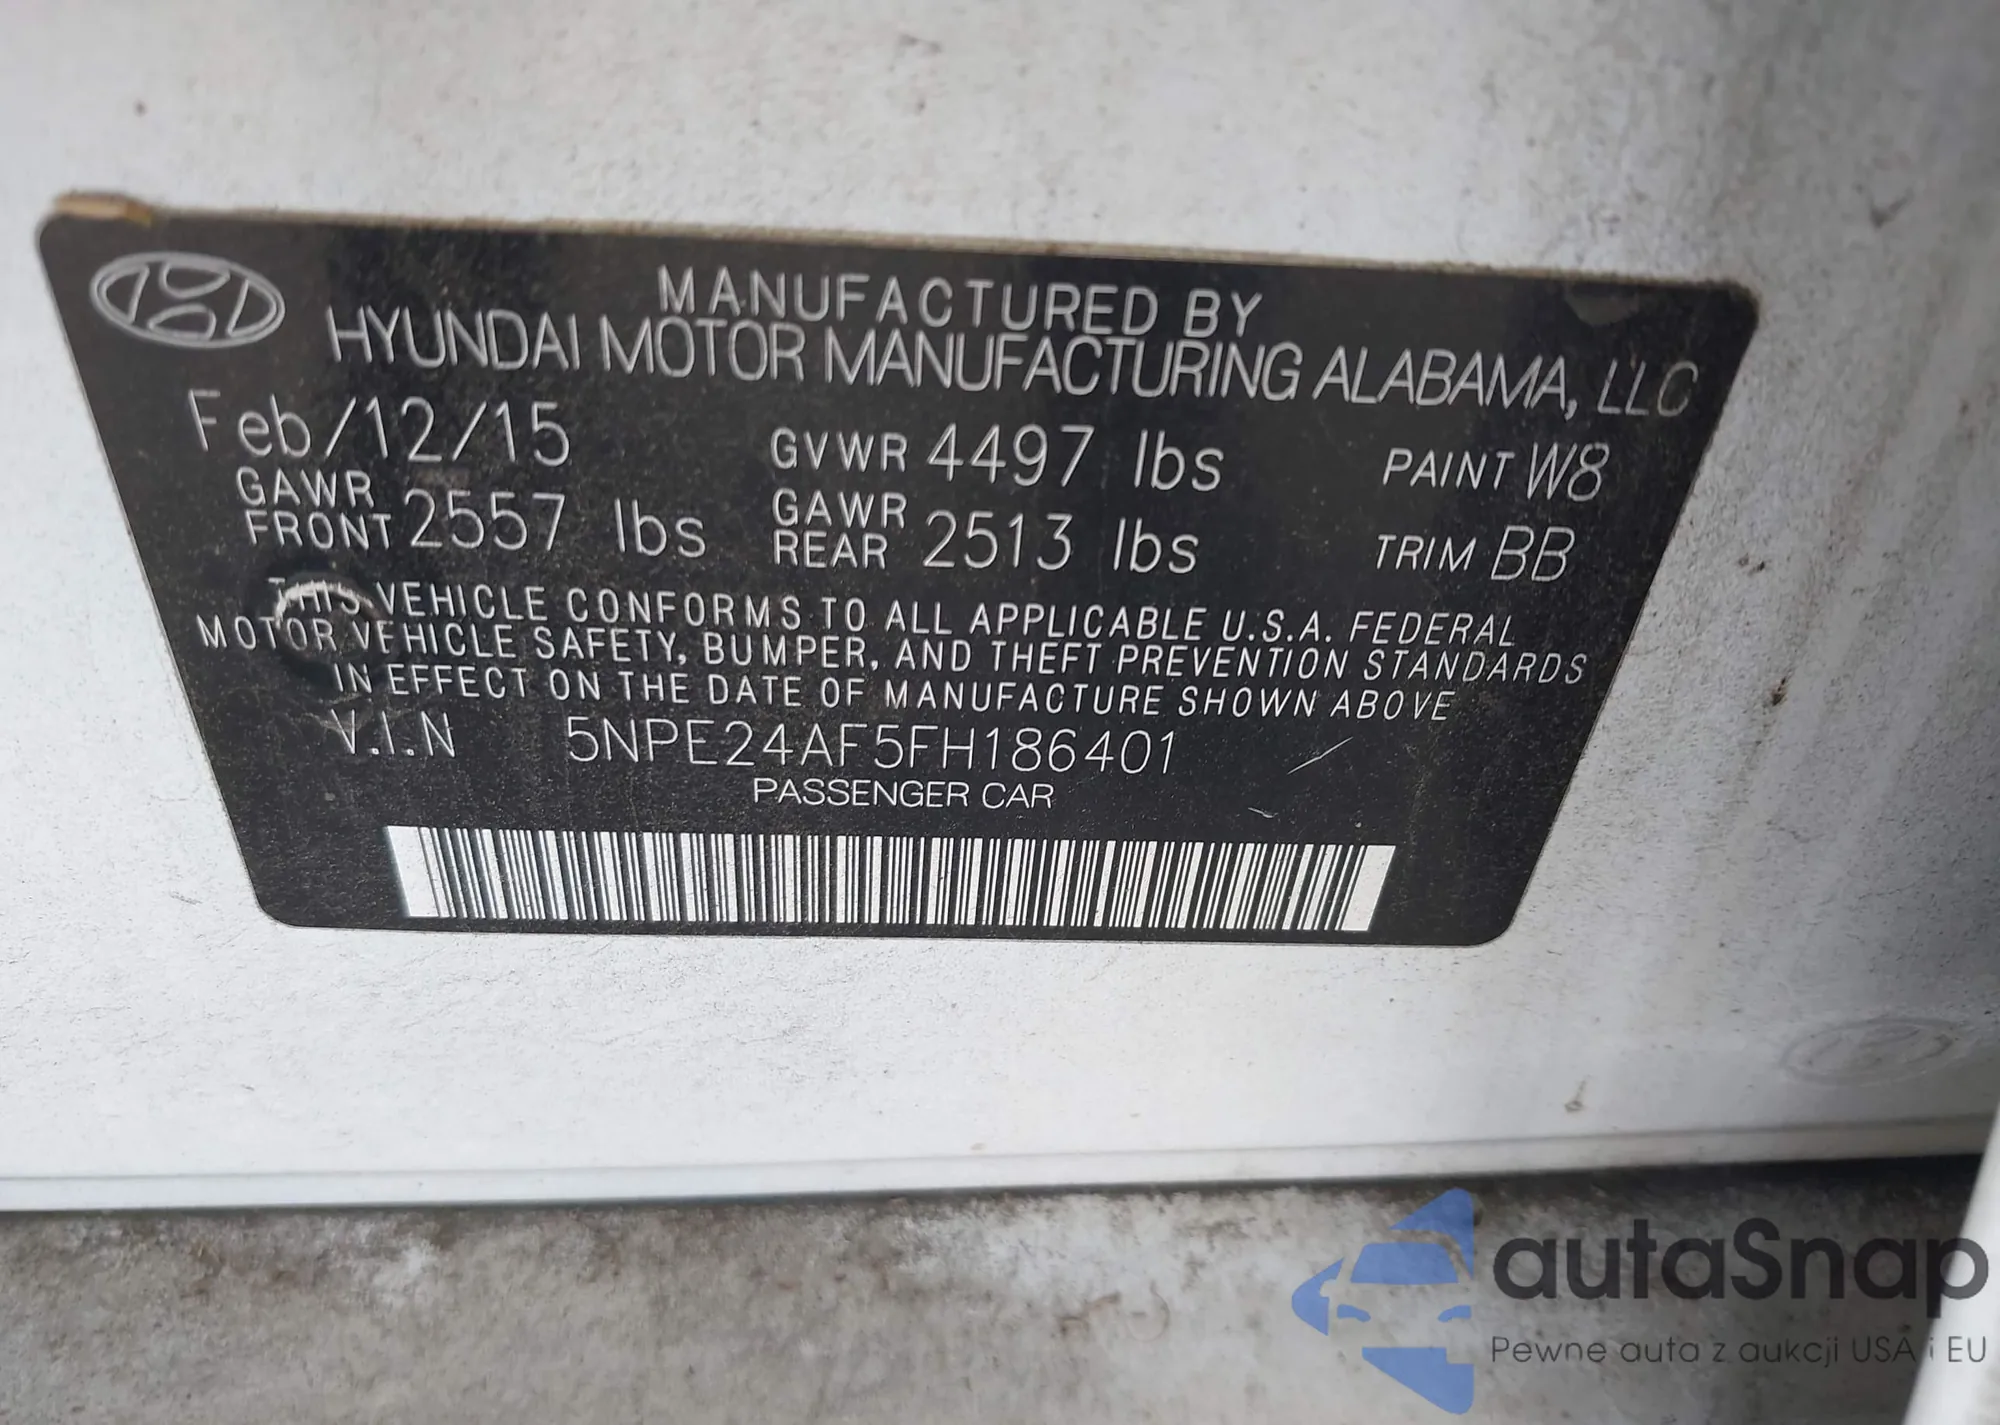 MANUFACTURED BY
HYUNDAI MOTOR MANUFACTURING ALABAMA, LLC
Feb/12/15 GVWR 4497 lbs PAINT W8
GAWR FRONT 2557 lbs GAWR REAR 2513 lbs TRIM BB
THIS VEHICLE CONFORMS TO ALL APPLICABLE U.S.A. FEDERAL
MOTOR VEHICLE SAFETY, BUMPER, AND THEFT PREVENTION STANDARDS
IN EFFECT ON THE DATE OF MANUFACTURE SHOWN ABOVE
V.I.N 5NPE24AF5FH186401
PASSENGER CAR
autaSnap
Pewne auta z aukcji USA i EU